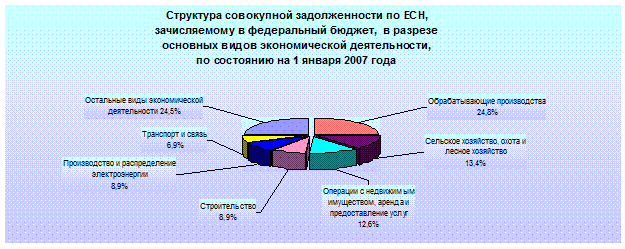 Структура совокупной задолженности по ЕСН,
зачисляемому в федеральный бюджет, в разрезе
основных видов экономической деятельности,
по состоянию на 1 января 2007 года
Остальные виды экономической
деятельности 24,5%
Обрабатывающие производства
24,8%
Транспорт и связь
6,9%
Сельское хозяйство, охота и
лесное хозяйство
13,4%
Производство и распределение
электроэнергии
8,9%
Строительство
8,9%
Операции с недвижимым
имуществом, аренда и
предоставление услуг
12,6%